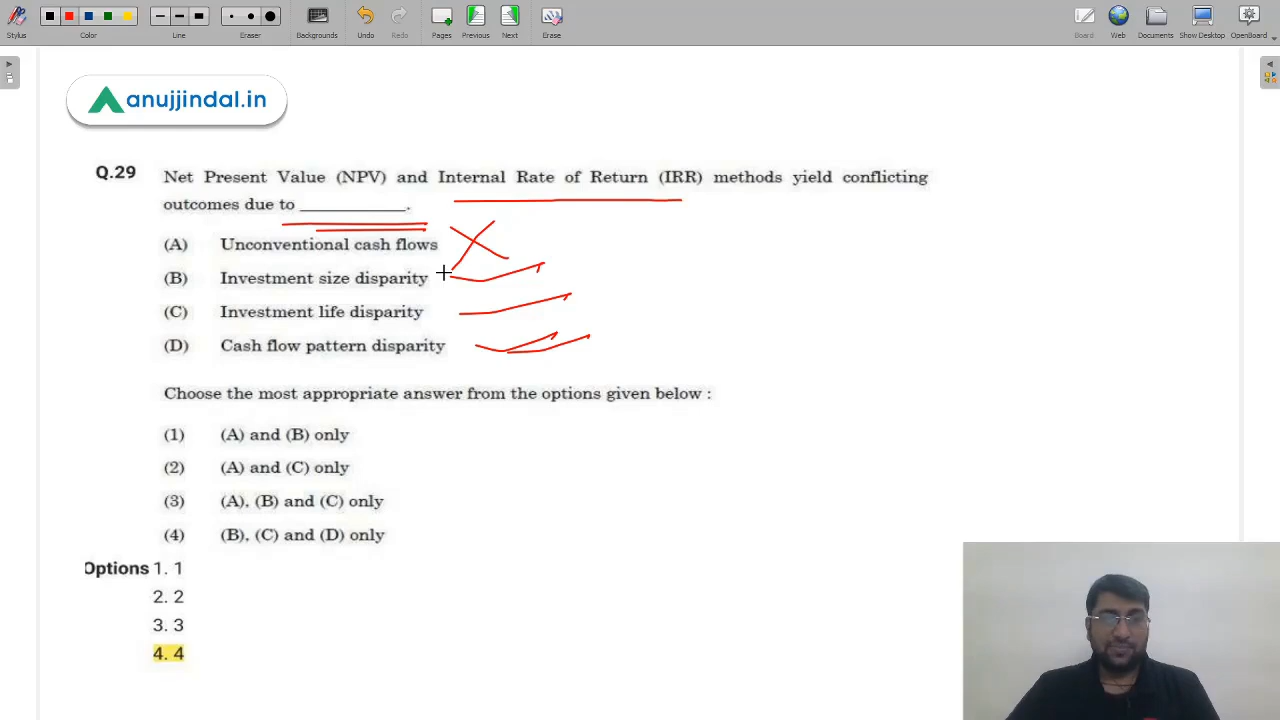 Stylus
Color
Line
Eraser
Backgrounds
Undo
Redo
Pages
Previous
Next
Erase
Board
Web
Documents
Show Desktop
OpenBoard
anujjindal.in
Q.29 Net Present Value (NPV) and Internal Rate of Return (IRR) methods yield conflicting
outcomes due to ____________.
(A) Unconventional cash flows
(B) Investment size disparity
(C) Investment life disparity
(D) Cash flow pattern disparity
Choose the most appropriate answer from the options given below :
(1) (A) and (B) only
(2) (A) and (C) only
(3) (A), (B) and (C) only
(4) (B), (C) and (D) only
Options 1. 1
2. 2
3. 3
4. 4